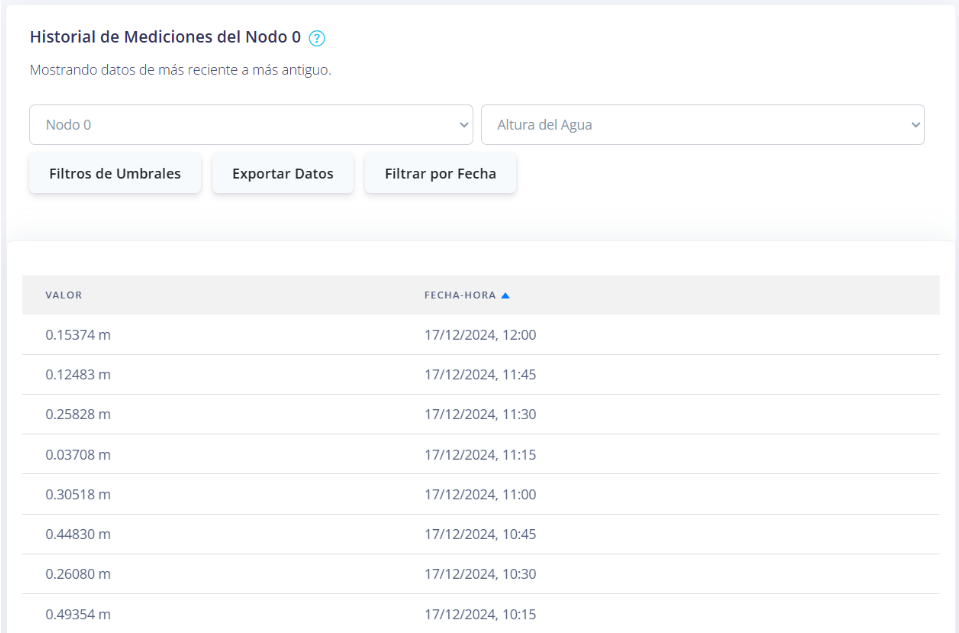 Historial de Mediciones del Nodo 0 ?
Mostrando datos de más reciente a más antiguo.
Nodo 0 Altura del Agua
Filtros de Umbrales Exportar Datos Filtrar por Fecha
VALOR FECHA-HORA
0.15374 m 17/12/2024, 12:00
0.12483 m 17/12/2024, 11:45
0.25828 m 17/12/2024, 11:30
0.03708 m 17/12/2024, 11:15
0.30518 m 17/12/2024, 11:00
0.44830 m 17/12/2024, 10:45
0.26080 m 17/12/2024, 10:30
0.49354 m 17/12/2024, 10:15